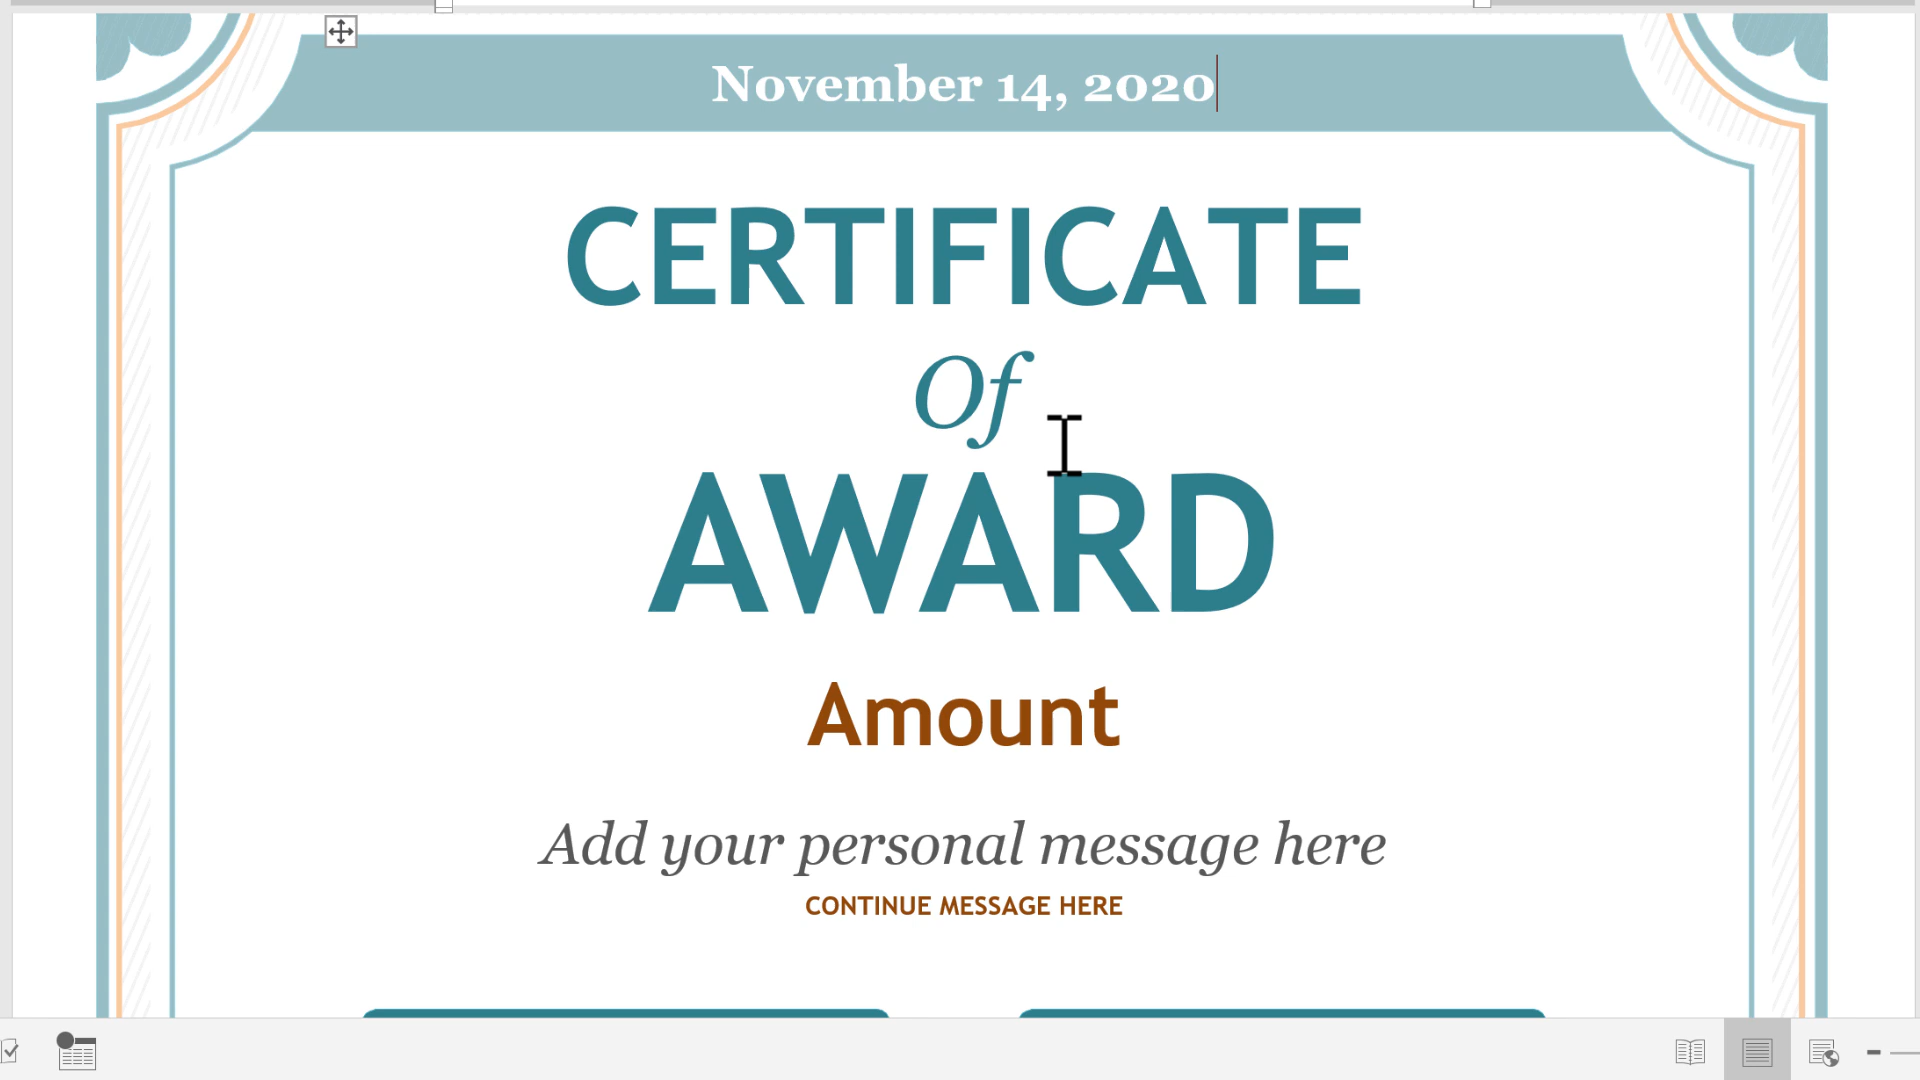 November 14, 2020
CERTIFICATE
Of
AWARD
Amount
Add your personal message here
CONTINUE MESSAGE HERE